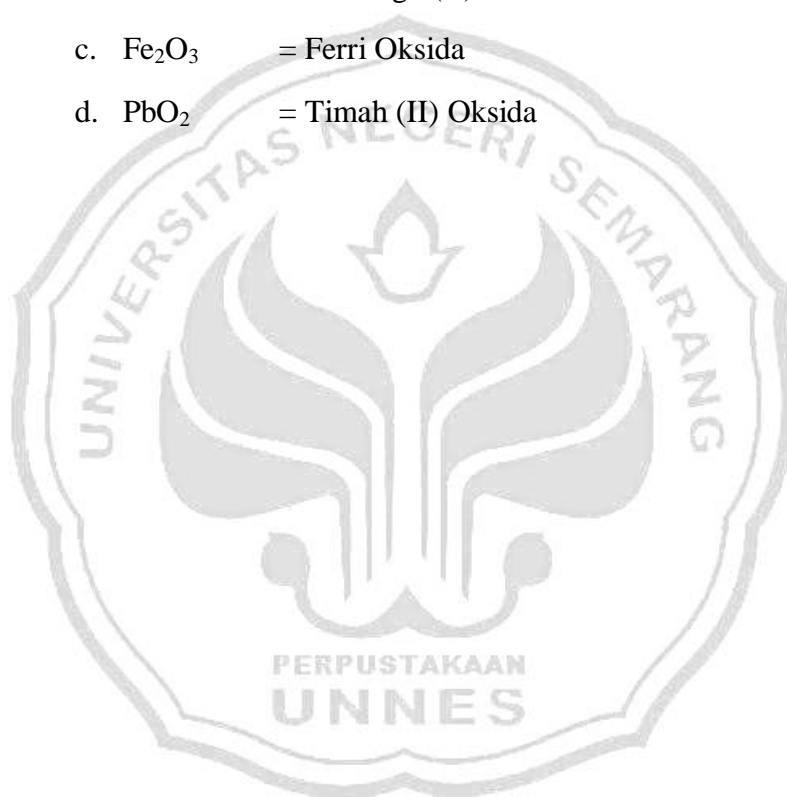 c. Fe₂O₃ = Ferri Oksida
d. PbO₂ = Timah (II) Oksida
UNIVERSITAS NEGERI SEMARANG
PERPUSTAKAAN
UNNES